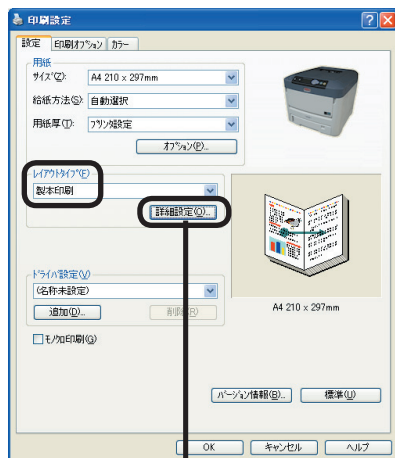 印刷設定
設定 印刷オプション カラー
用紙
サイズ(Z): A4 210 x 297mm
給紙方法(S): 自動選択
用紙厚(T): プリンタ設定
オプション(P)...
レイアウトタイプ(F)
製本印刷
詳細設定(O)...
ドライバ設定(V)
(名称未設定)
追加(D)... 削除(R)
A4 210 x 297mm
モノクロ印刷(G)
バージョン情報(B)... 標準(U)
OK キャンセル ヘルプ